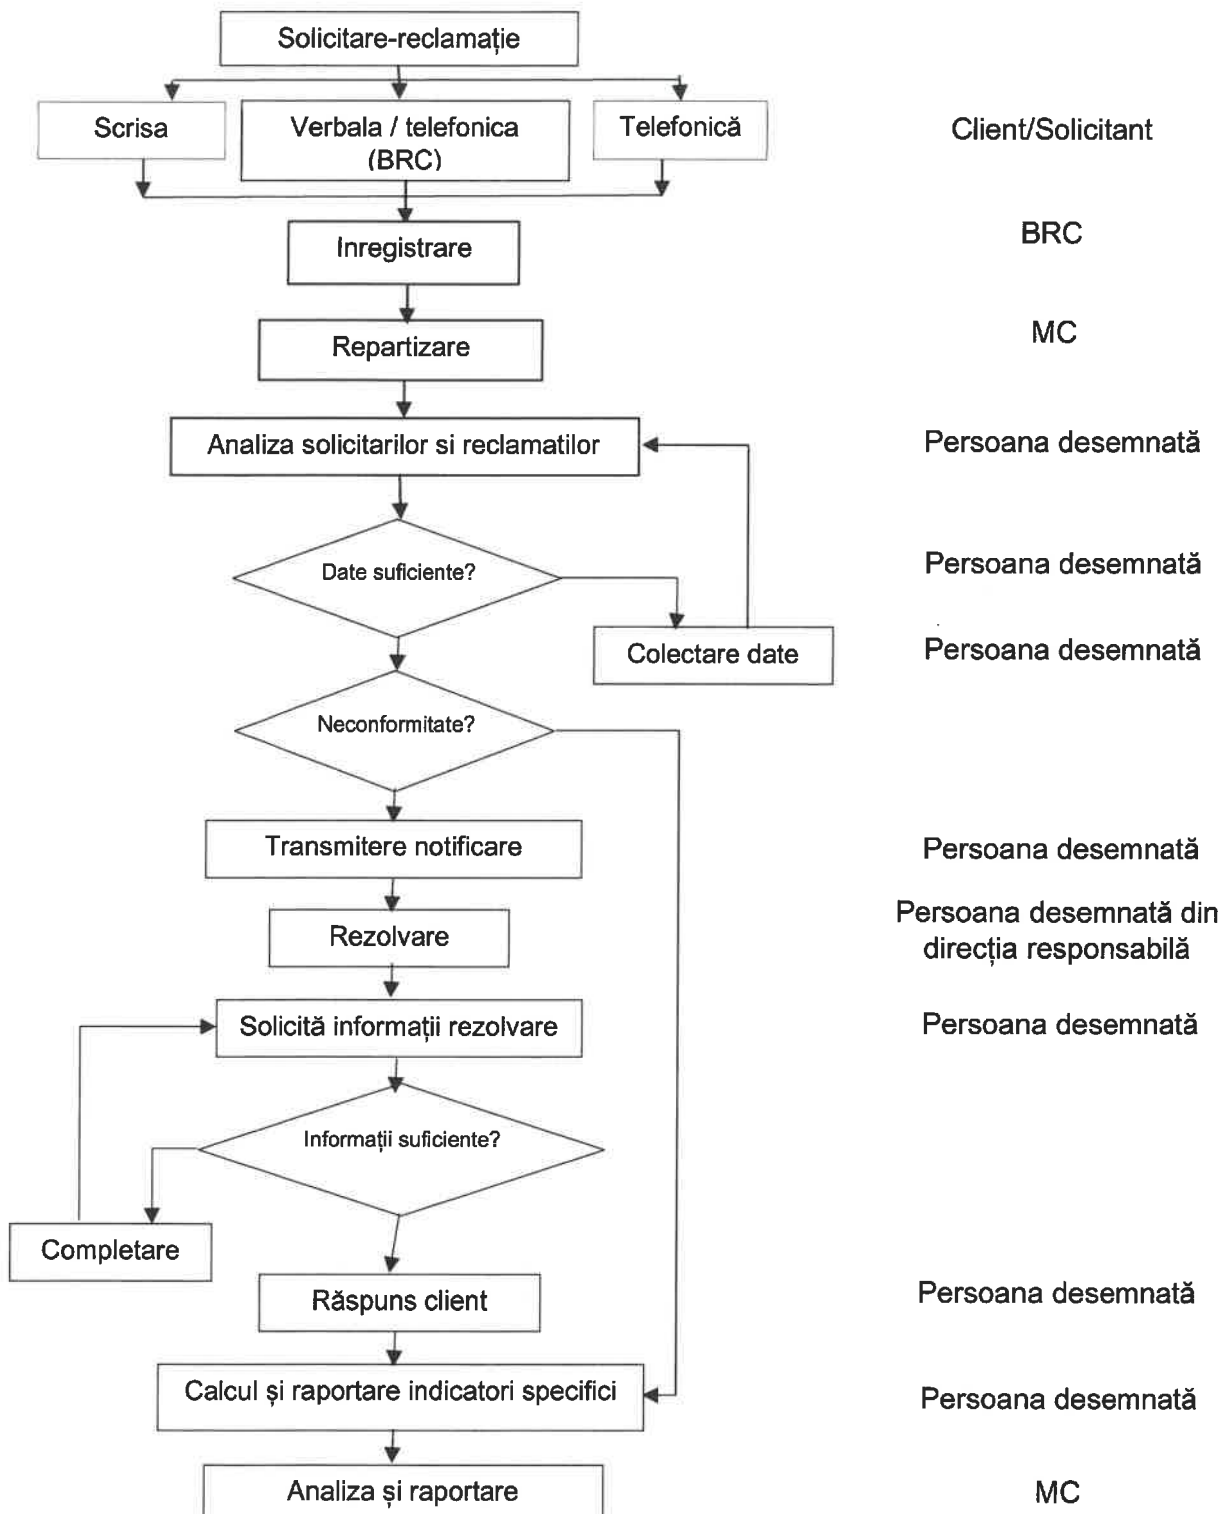 Solicitare-reclamație
Scrisa
Verbala / telefonica
(BRC)
Telefonică
Client/Solicitant
Inregistrare
BRC
Repartizare
MC
Analiza solicitarilor si reclamatilor
Persoana desemnată
Date suficiente?
Persoana desemnată
Colectare date
Persoana desemnată
Neconformitate?
Transmitere notificare
Persoana desemnată
Rezolvare
Persoana desemnată din
direcția responsabilă
Solicită informații rezolvare
Persoana desemnată
Informații suficiente?
Completare
Răspuns client
Persoana desemnată
Calcul și raportare indicatori specifici
Persoana desemnată
Analiza și raportare
MC